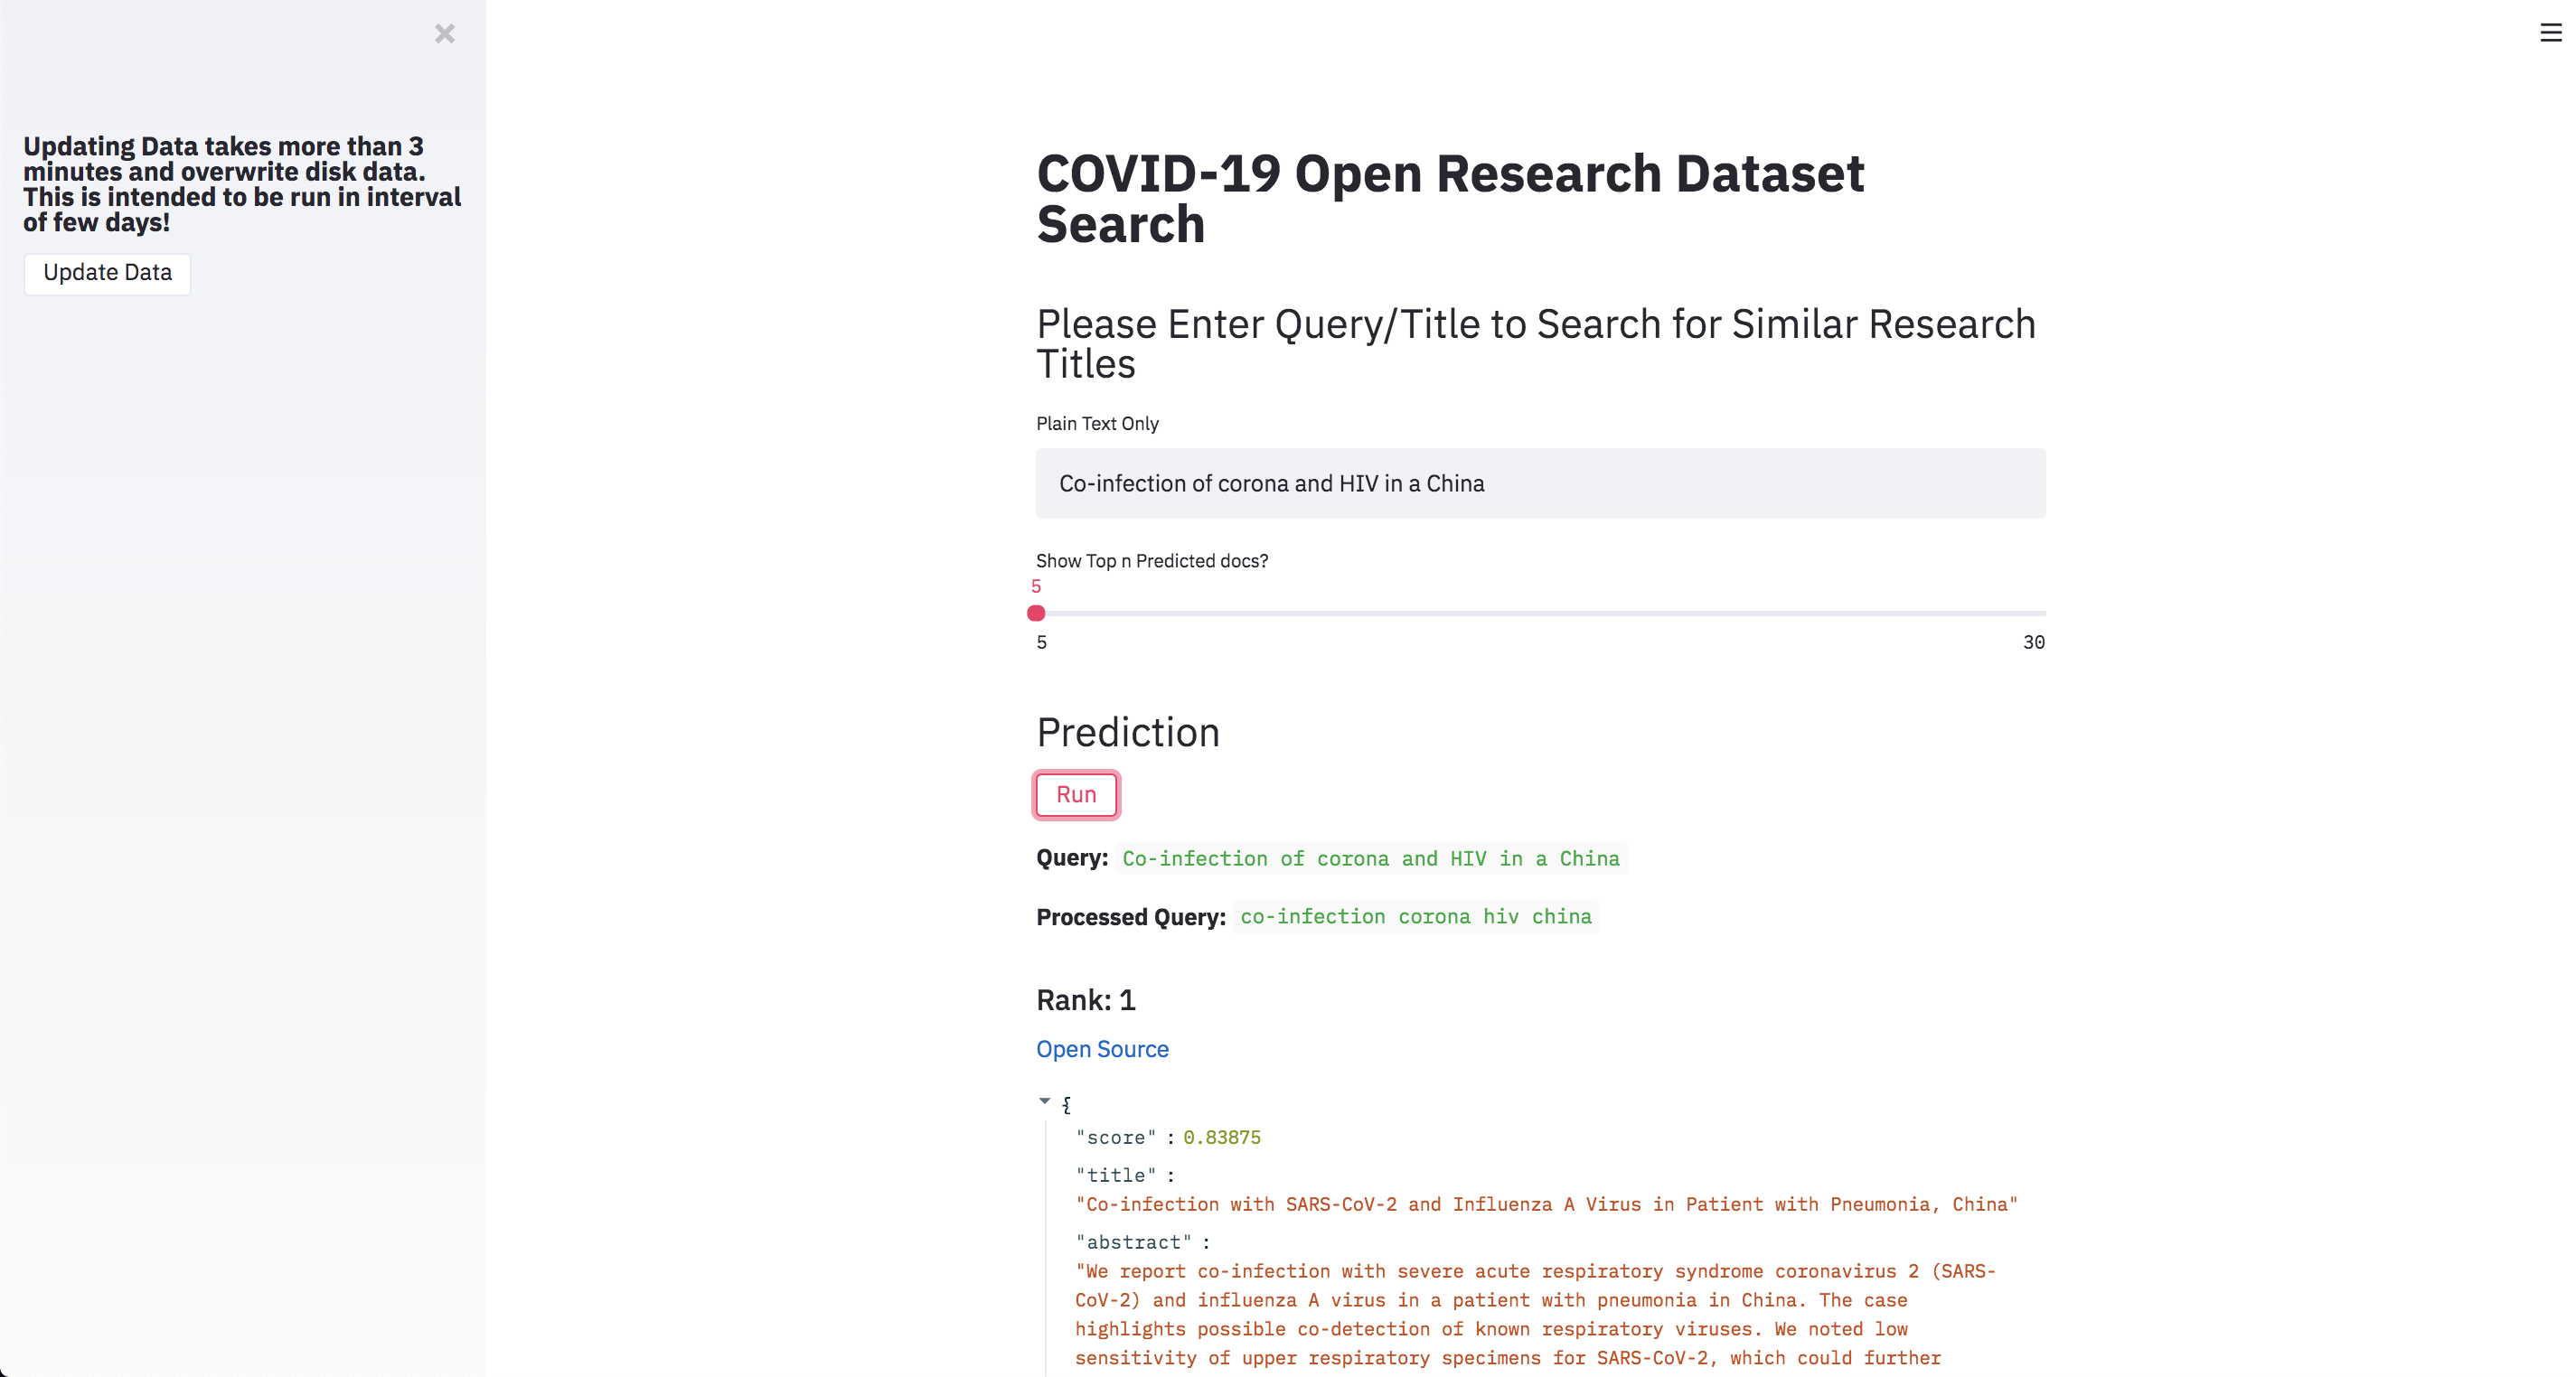 Updating Data takes more than 3
minutes and overwrite disk data.
This is intended to be run in interval
of few days!
Update Data
COVID-19 Open Research Dataset
Search
Please Enter Query/Title to Search for Similar Research
Titles
Plain Text Only
Co-infection of corona and HIV in a China
Show Top n Predicted docs?
5
5
30
Prediction
Run
Query: Co-infection of corona and HIV in a China
Processed Query: co-infection corona hiv china
Rank: 1
Open Source
{
"score" : 0.83875
"title" :
"Co-infection with SARS-CoV-2 and Influenza A Virus in Patient with Pneumonia, China"
"abstract" :
"We report co-infection with severe acute respiratory syndrome coronavirus 2 (SARS-
CoV-2) and influenza A virus in a patient with pneumonia in China. The case
highlights possible co-detection of known respiratory viruses. We noted low
sensitivity of upper respiratory specimens for SARS-CoV-2, which could further